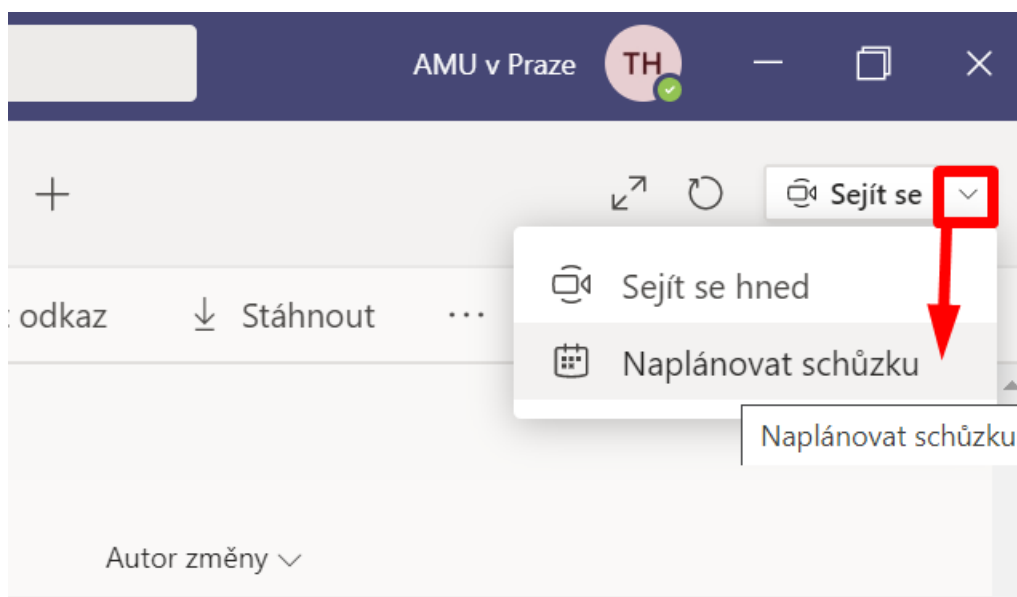 AMU v Praze TH
Sejít se
Sejít se hned
odkaz Stáhnout ...
Naplánovat schůzku
Naplánovat schůzku
Autor změny